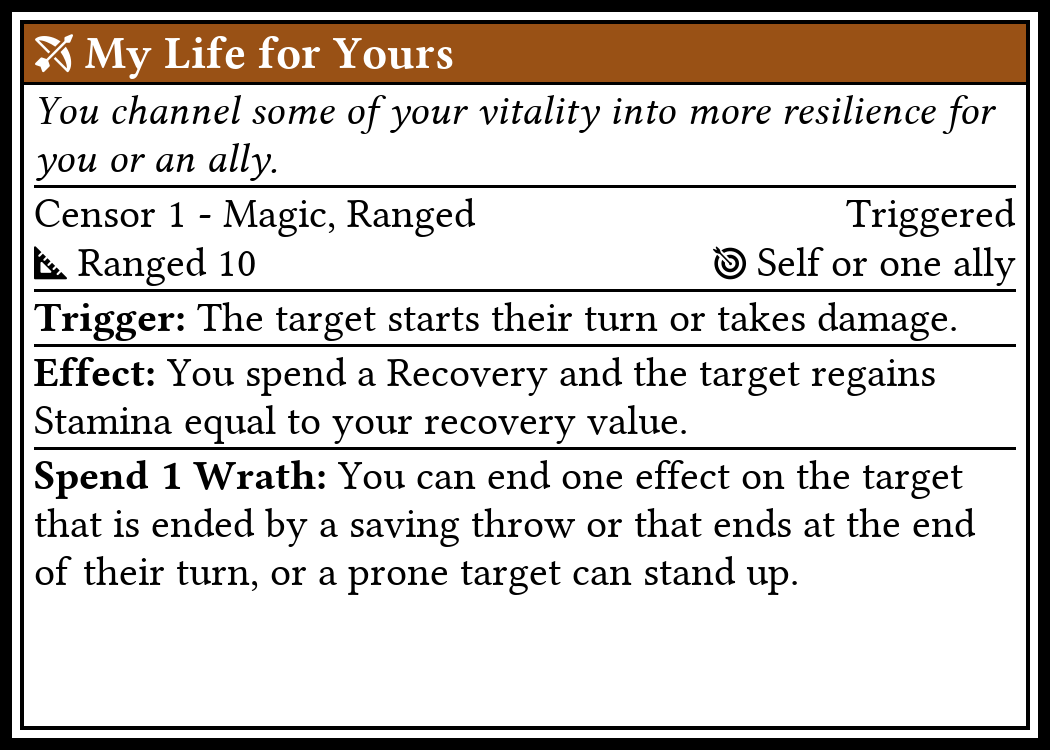 My Life for Yours
You channel some of your vitality into more resilience for
you or an ally.
Censor 1 - Magic, Ranged Triggered
Ranged 10 Self or one ally
Trigger: The target starts their turn or takes damage.
Effect: You spend a Recovery and the target regains
Stamina equal to your recovery value.
Spend 1 Wrath: You can end one effect on the target
that is ended by a saving throw or that ends at the end
of their turn, or a prone target can stand up.